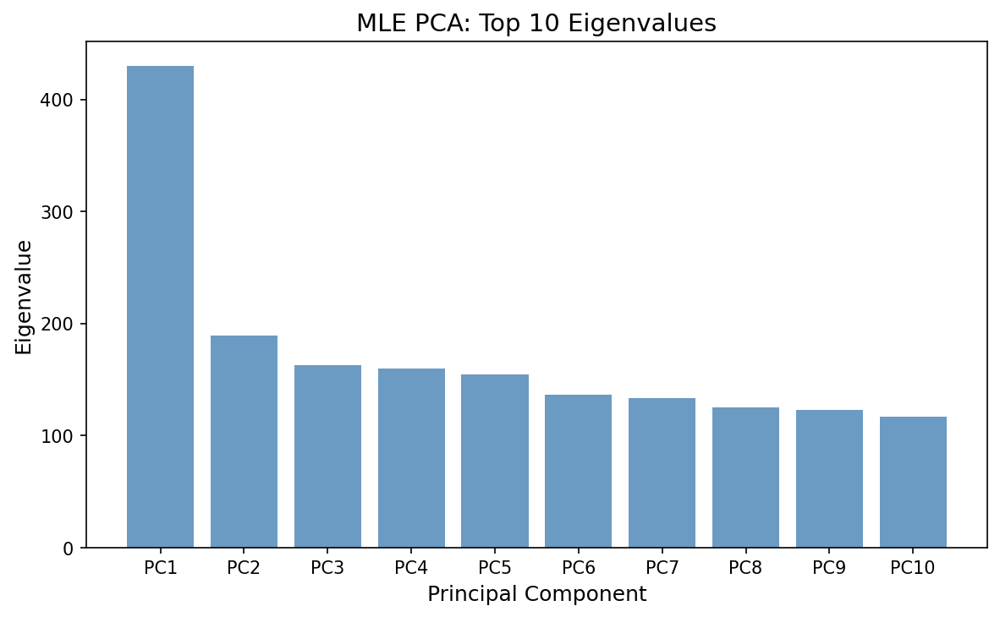 MLE PCA: Top 10 Eigenvalues
Eigenvalue
400
300
200
100
0
PC1 PC2 PC3 PC4 PC5 PC6 PC7 PC8 PC9 PC10
Principal Component